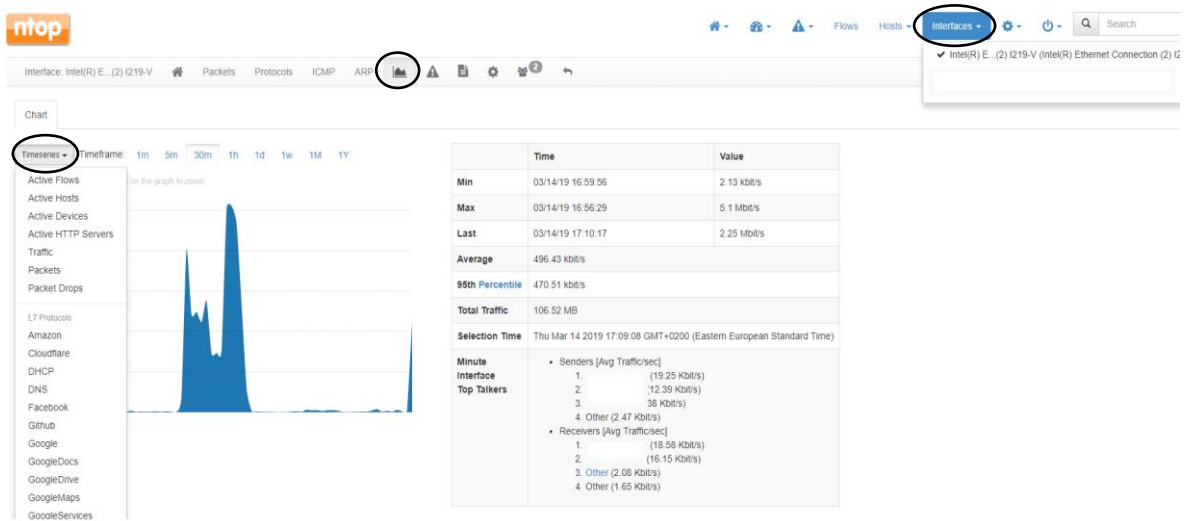 ntop
Flows Hosts Interfaces Search
Intel(R) E...(2) I219-V (Intel(R) Ethernet Connection (2) I2
Interface: Intel(R) E...(2) I219-V Packets Protocols ICMP ARP 2
Chart
Timeseries Timeframe: 1m 5m 30m 1h 1d 1w 1M 1Y
on the graph to zoom.
Active Flows
Active Hosts
Active Devices
Active HTTP Servers
Traffic
Packets
Packet Drops
L7 Protocols
Amazon
Cloudflare
DHCP
DNS
Facebook
Github
Google
GoogleDocs
GoogleDrive
GoogleMaps
GoogleServices
Time Value
Min 03/14/19 16:59:56 2.13 kbit/s
Max 03/14/19 16:56:29 5.1 Mbit/s
Last 03/14/19 17:10:17 2.25 Mbit/s
Average 496.43 kbit/s
95th Percentile 470.51 kbit/s
Total Traffic 106.52 MB
Selection Time Thu Mar 14 2019 17:09:08 GMT+0200 (Eastern European Standard Time)
Minute Interface Top Talkers
• Senders [Avg Traffic/sec]
1. (19.25 Kbit/s)
2. 12.39 Kbit/s)
3. 38 Kbit/s)
4. Other (2.47 Kbit/s)
• Receivers [Avg Traffic/sec]
1. (18.58 Kbit/s)
2. (16.15 Kbit/s)
3. Other (2.08 Kbit/s)
4. Other (1.65 Kbit/s)